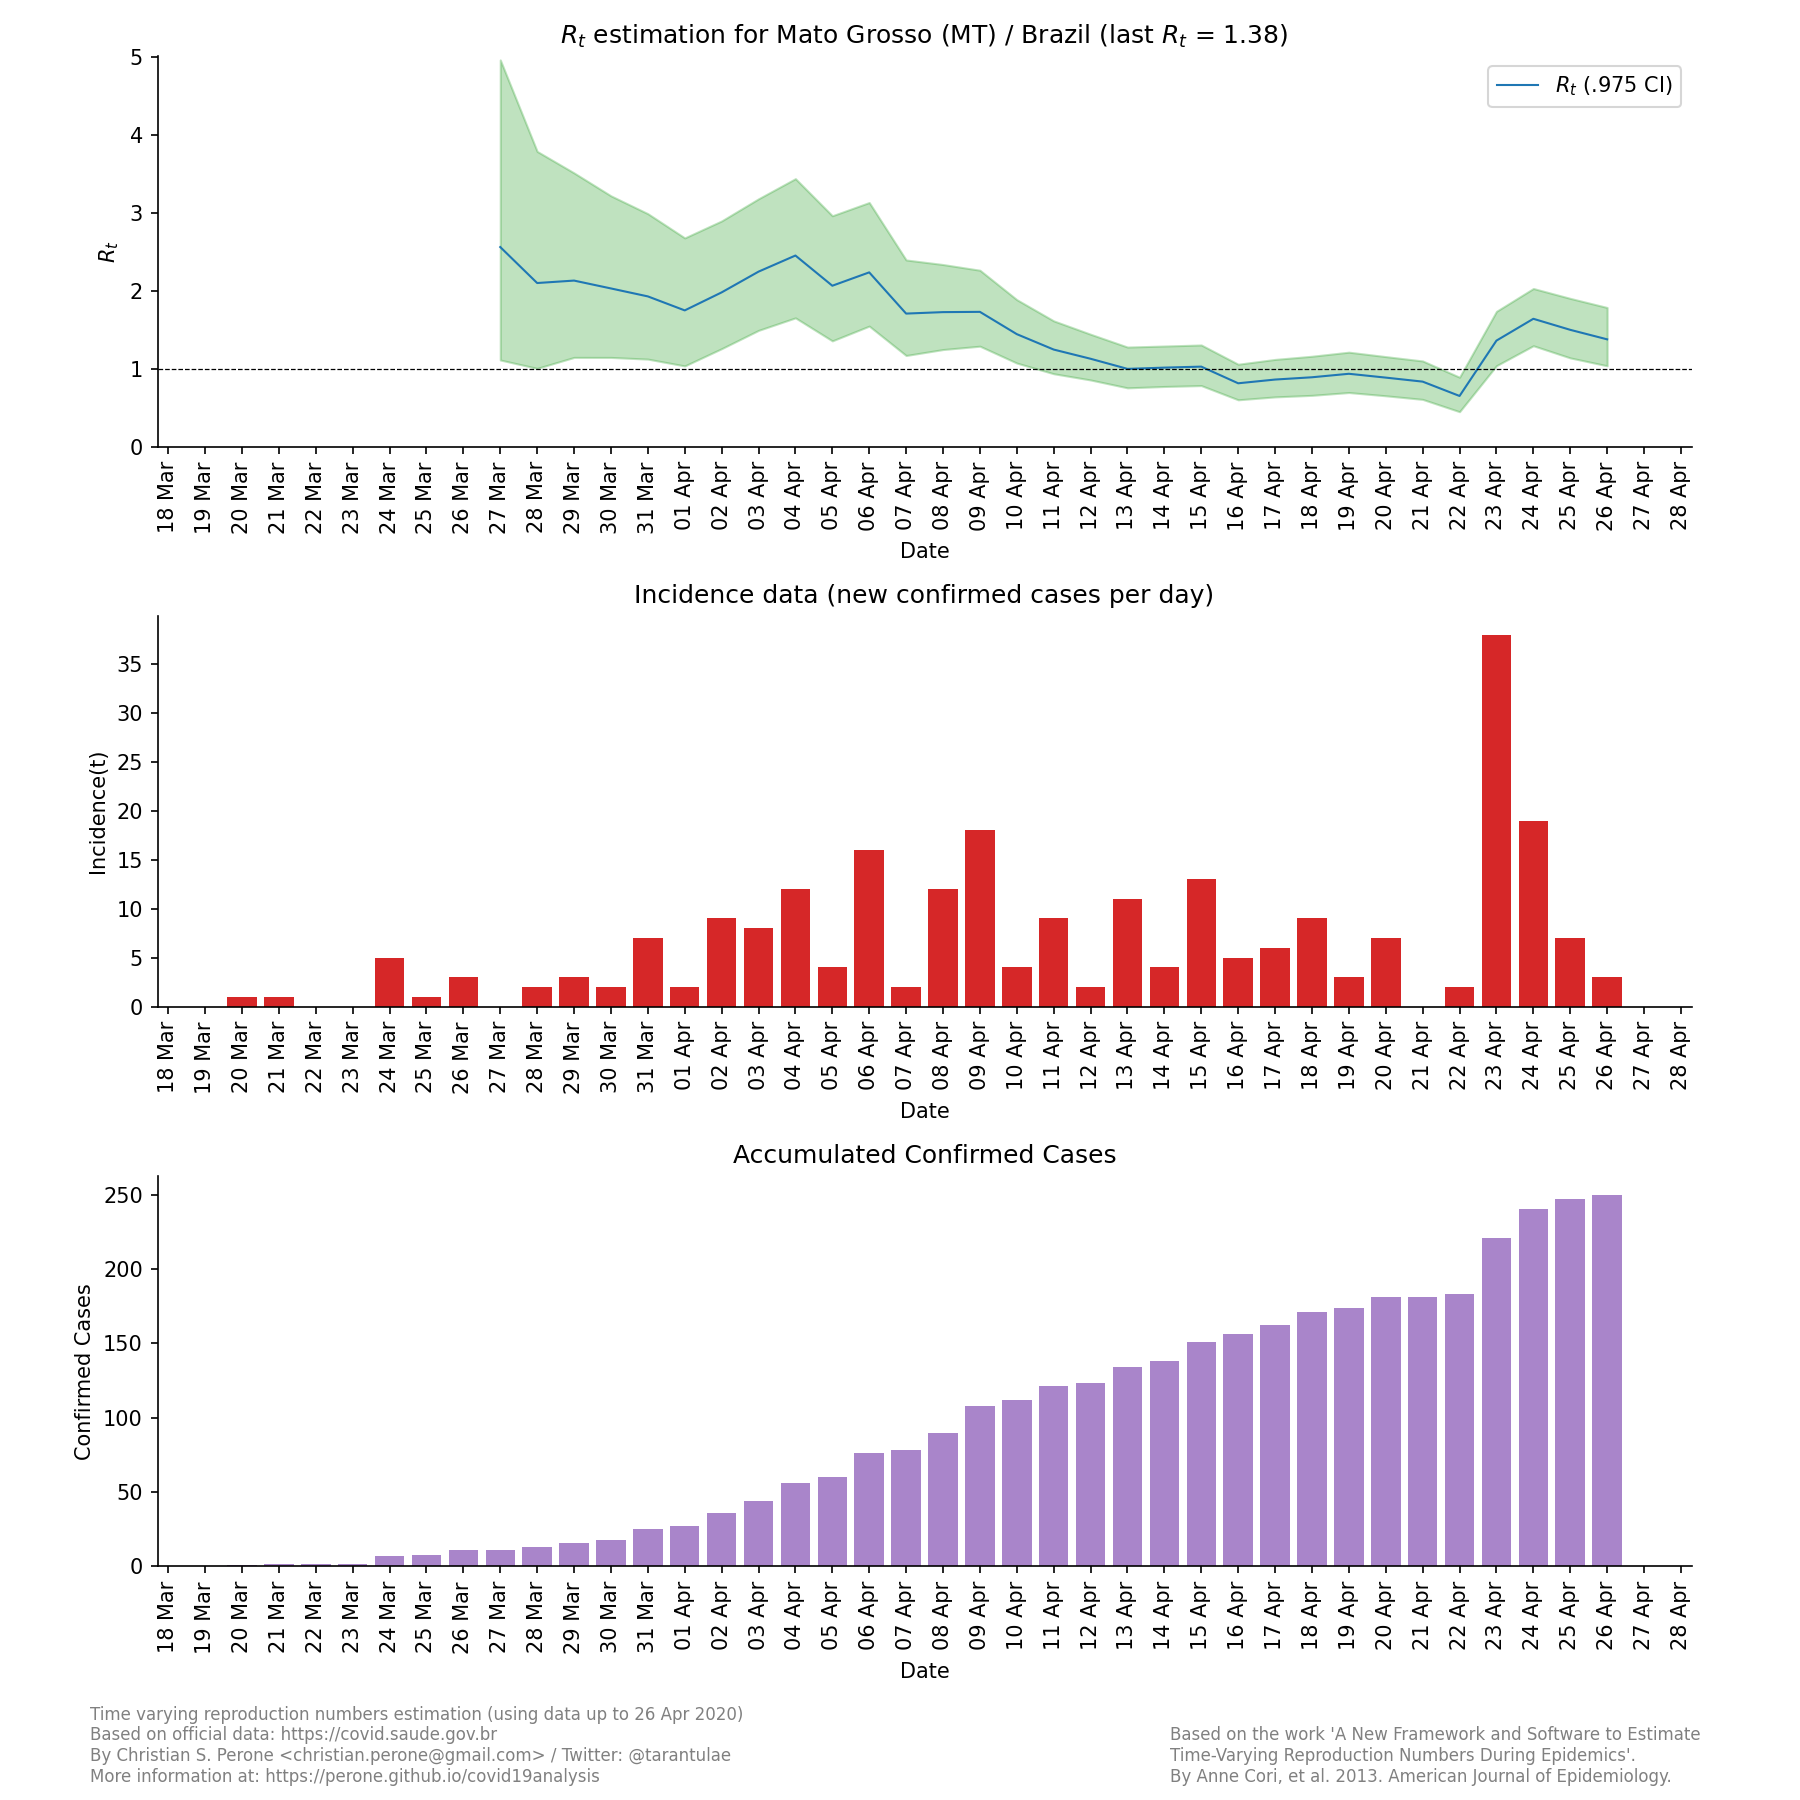 Rt estimation for Mato Grosso (MT) / Brazil (last Rt = 1.38)
Rt (.975 CI)
Rt
5
4
3
2
1
0
18 Mar 19 Mar 20 Mar 21 Mar 22 Mar 23 Mar 24 Mar 25 Mar 26 Mar 27 Mar 28 Mar 29 Mar 30 Mar 31 Mar 01 Apr 02 Apr 03 Apr 04 Apr 05 Apr 06 Apr 07 Apr 08 Apr 09 Apr 10 Apr 11 Apr 12 Apr 13 Apr 14 Apr 15 Apr 16 Apr 17 Apr 18 Apr 19 Apr 20 Apr 21 Apr 22 Apr 23 Apr 24 Apr 25 Apr 26 Apr 27 Apr 28 Apr
Date
Incidence data (new confirmed cases per day)
Incidence(t)
35
30
25
20
15
10
5
0
18 Mar 19 Mar 20 Mar 21 Mar 22 Mar 23 Mar 24 Mar 25 Mar 26 Mar 27 Mar 28 Mar 29 Mar 30 Mar 31 Mar 01 Apr 02 Apr 03 Apr 04 Apr 05 Apr 06 Apr 07 Apr 08 Apr 09 Apr 10 Apr 11 Apr 12 Apr 13 Apr 14 Apr 15 Apr 16 Apr 17 Apr 18 Apr 19 Apr 20 Apr 21 Apr 22 Apr 23 Apr 24 Apr 25 Apr 26 Apr 27 Apr 28 Apr
Date
Accumulated Confirmed Cases
Confirmed Cases
250
200
150
100
50
0
18 Mar 19 Mar 20 Mar 21 Mar 22 Mar 23 Mar 24 Mar 25 Mar 26 Mar 27 Mar 28 Mar 29 Mar 30 Mar 31 Mar 01 Apr 02 Apr 03 Apr 04 Apr 05 Apr 06 Apr 07 Apr 08 Apr 09 Apr 10 Apr 11 Apr 12 Apr 13 Apr 14 Apr 15 Apr 16 Apr 17 Apr 18 Apr 19 Apr 20 Apr 21 Apr 22 Apr 23 Apr 24 Apr 25 Apr 26 Apr 27 Apr 28 Apr
Date
Time varying reproduction numbers estimation (using data up to 26 Apr 2020)
Based on official data: https://covid.saude.gov.br
By Christian S. Perone <christian.perone@gmail.com> / Twitter: @tarantulae
More information at: https://perone.github.io/covid19analysis
Based on the work 'A New Framework and Software to Estimate
Time-Varying Reproduction Numbers During Epidemics'.
By Anne Cori, et al. 2013. American Journal of Epidemiology.